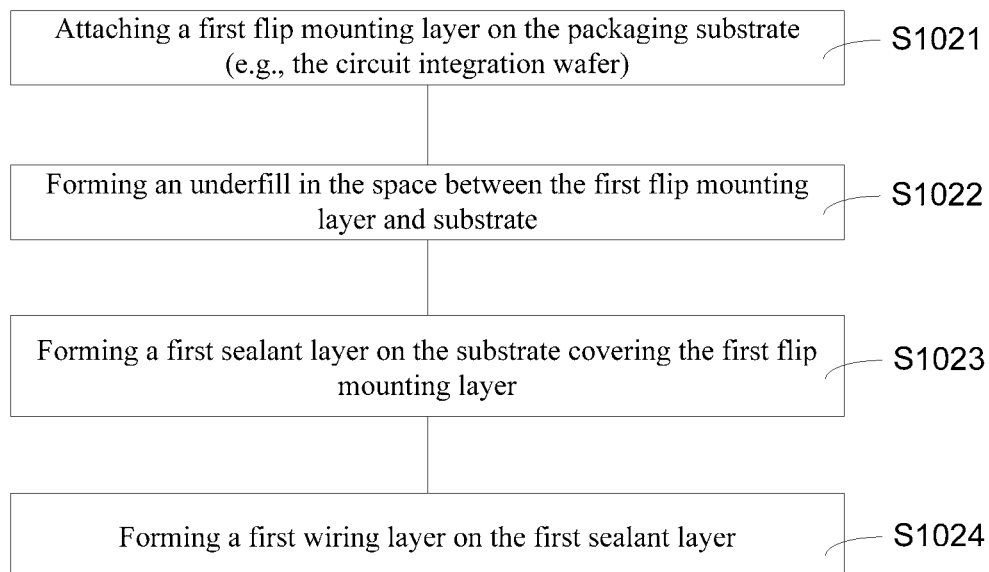 Attaching a first flip mounting layer on the packaging substrate
(e.g., the circuit integration wafer)
S1021
Forming an underfill in the space between the first flip mounting
layer and substrate
S1022
Forming a first sealant layer on the substrate covering the first flip
mounting layer
S1023
Forming a first wiring layer on the first sealant layer
S1024